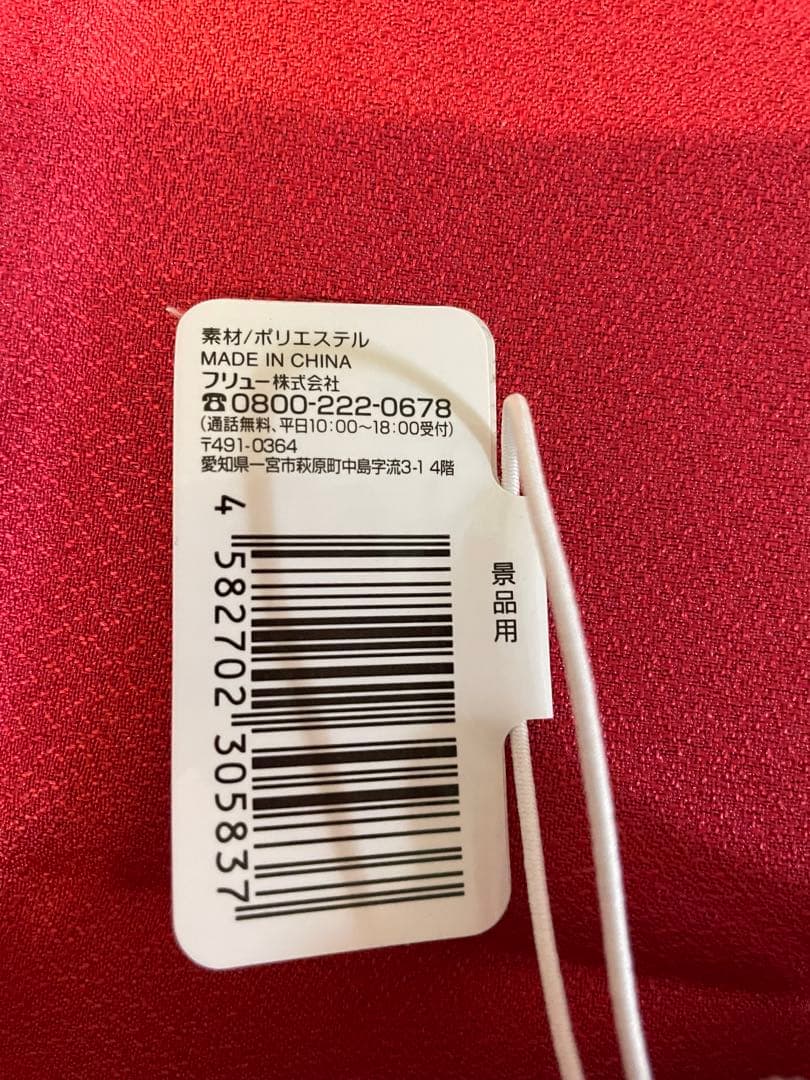 素材/ポリエステル
MADE IN CHINA
フリュー株式会社
☎0800-222-0678
(通話無料、平日10:00～18:00受付)
〒491-0364
愛知県一宮市萩原町中島字流3-1 4階
4 582702 305837
景品用